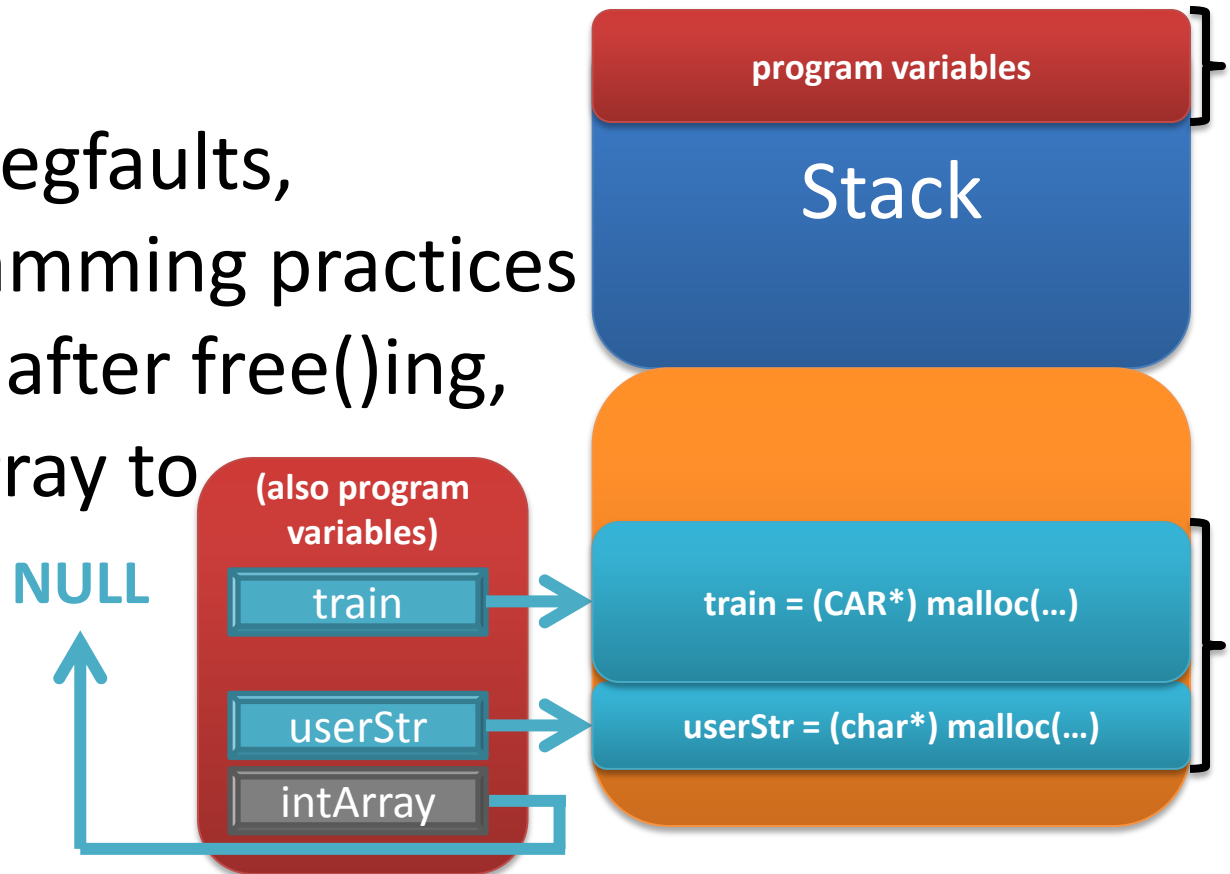 egfaults,
amming practices
after free()ing,
ray to
NULL
program variables
Stack
(also program
variables)
train
userStr
intArray
train = (CAR*) malloc(…)
userStr = (char*) malloc(…)